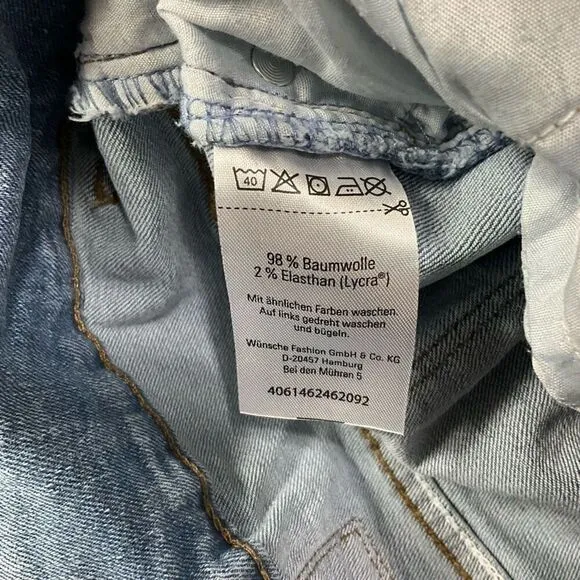 40
98 % Baumwolle
2 % Elasthan (Lycra®)
Mit ähnlichen Farben waschen.
Auf links gedreht waschen
und bügeln.
Wünsche Fashion GmbH & Co. KG
D-20457 Hamburg
Bei den Mühren 5
4061462462092